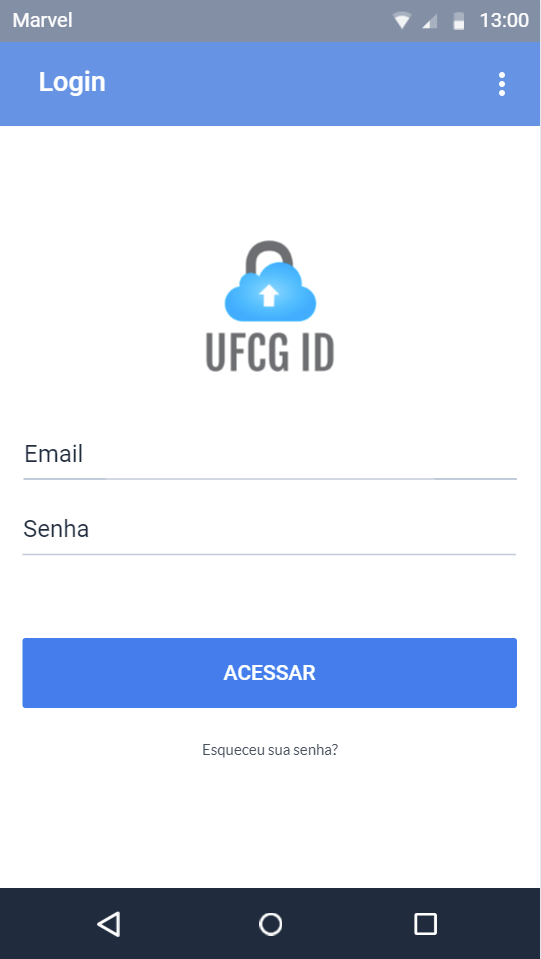 Marvel 13:00
Login
UFCG ID
Email
Senha
ACESSAR
Esqueceu sua senha?